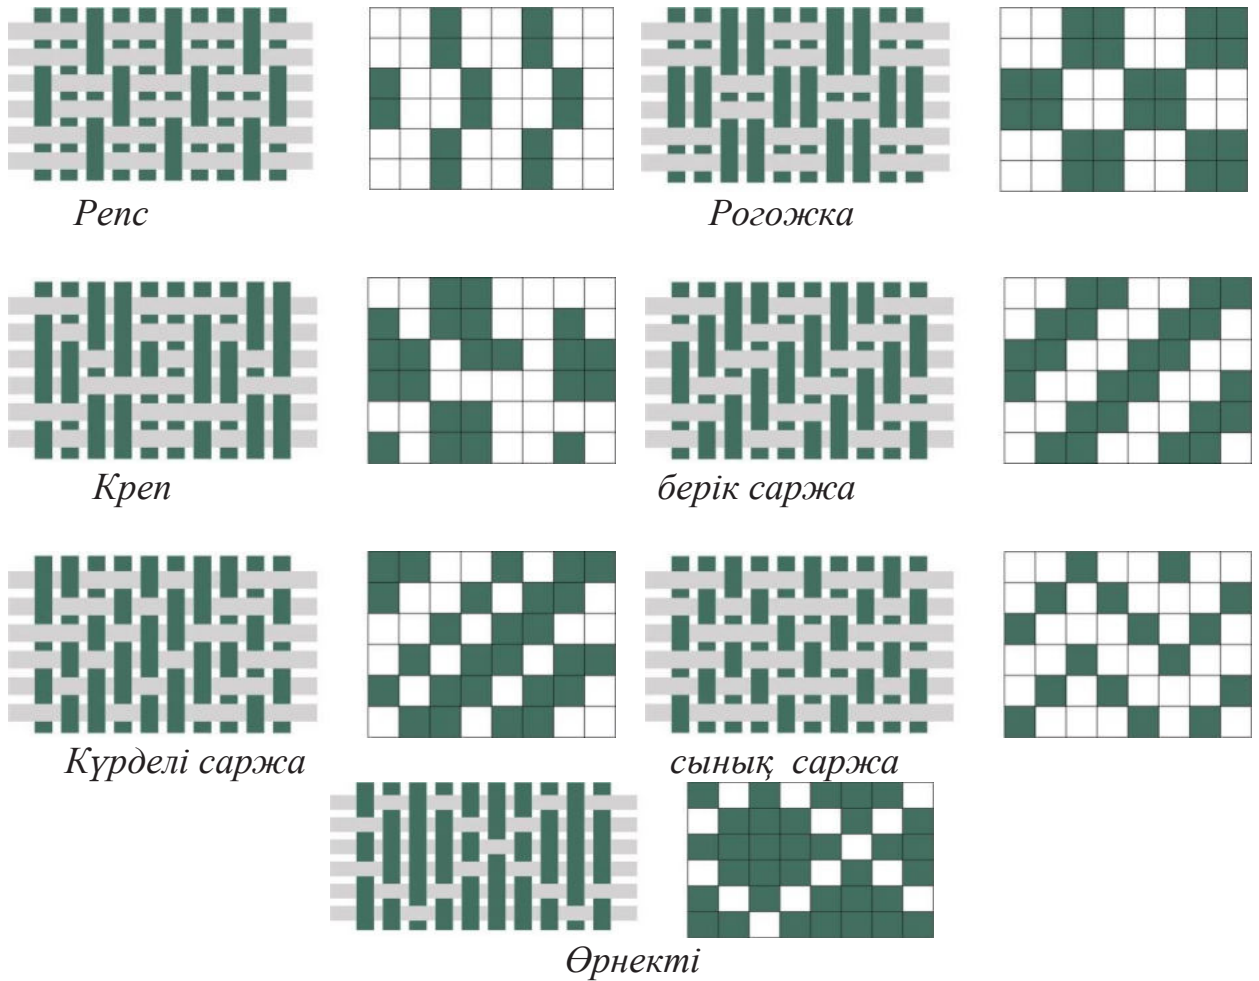 Репс
Рогожка
Креп
берік саржа
Күрделі саржа
сынық саржа
Өрнекті